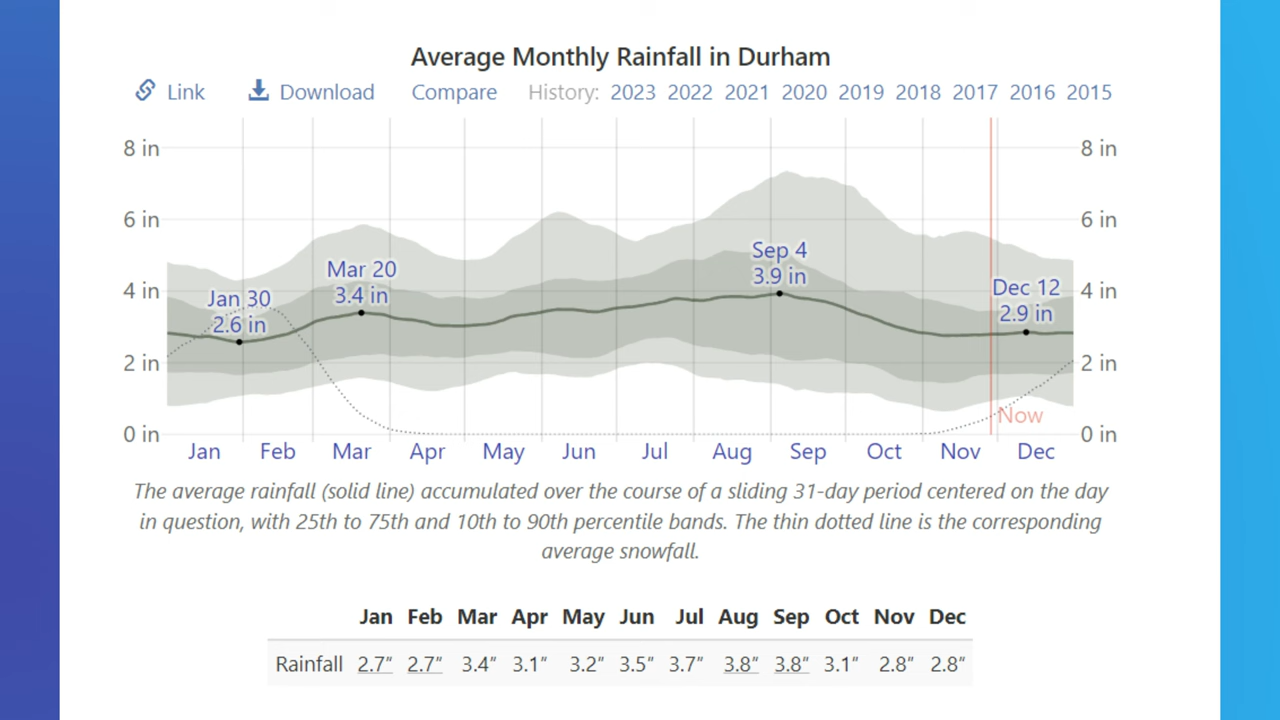 Average Monthly Rainfall in Durham
Link Download Compare History: 2023 2022 2021 2020 2019 2018 2017 2016 2015
8 in 8 in
6 in 6 in
Sep 4
3.9 in
Mar 20
3.4 in
Dec 12
2.9 in
4 in 4 in
Jan 30
2.6 in
2 in 2 in
Now
0 in 0 in
Jan Feb Mar Apr May Jun Jul Aug Sep Oct Nov Dec
The average rainfall (solid line) accumulated over the course of a sliding 31-day period centered on the day
in question, with 25th to 75th and 10th to 90th percentile bands. The thin dotted line is the corresponding
average snowfall.
Jan Feb Mar Apr May Jun Jul Aug Sep Oct Nov Dec
Rainfall 2.7″ 2.7″ 3.4″ 3.1″ 3.2″ 3.5″ 3.7″ 3.8″ 3.8″ 3.1″ 2.8″ 2.8″